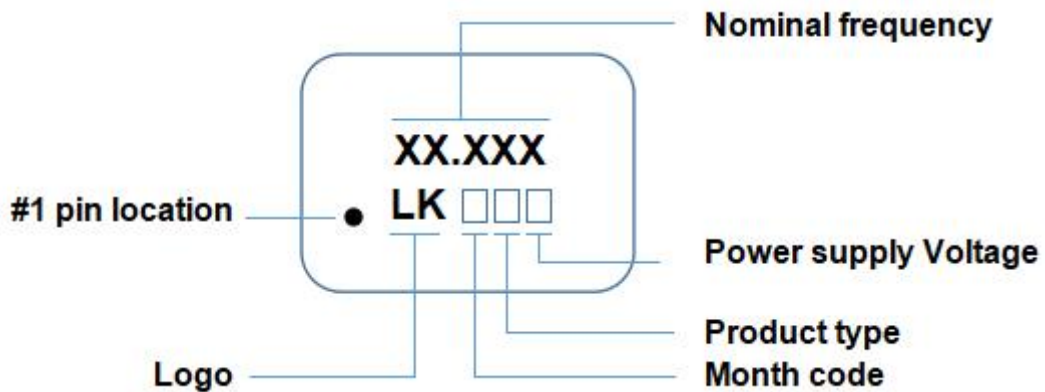 Nominal frequency
XX.XXX
#1 pin location
LK
Power supply Voltage
Product type
Logo
Month code